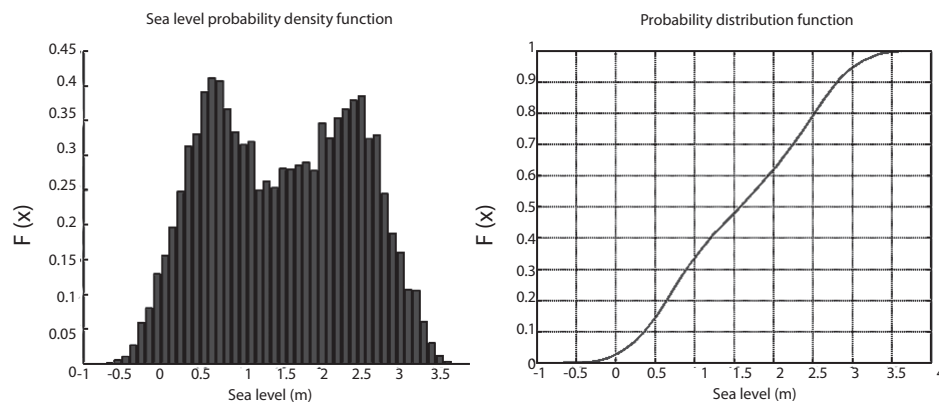 Sea level probability density function
0.45
0.4
0.35
0.3
0.25
0.2
0.15
0.1
0.05
0
F (x)
-1 -0.5 0 0.5 1 1.5 2 2.5 3 3.5
Sea level (m)
Probability distribution function
1
0.9
0.8
0.7
0.6
0.5
0.4
0.3
0.2
0.1
0
F (x)
-1 -0.5 0 0.5 1 1.5 2 2.5 3 3.5 4
Sea level (m)